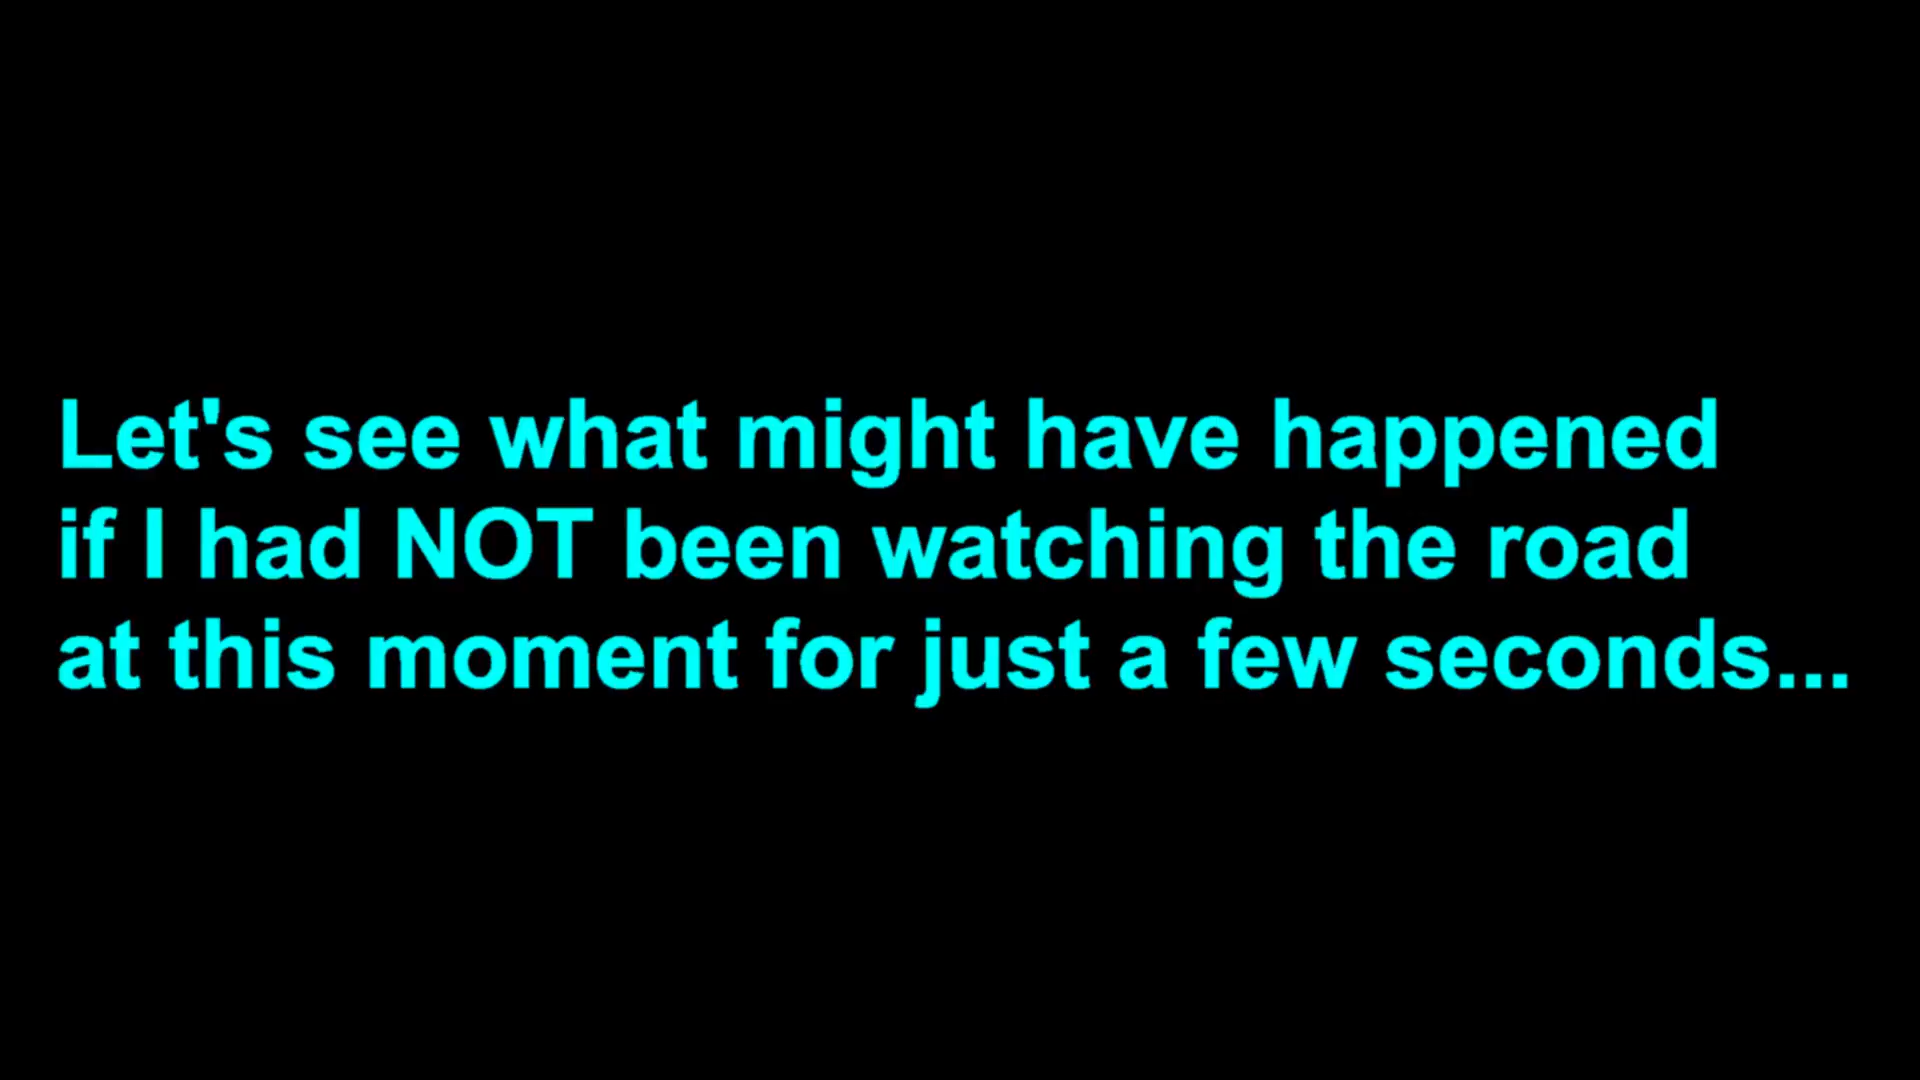 Let's see what might have happened
if I had NOT been watching the road
at this moment for just a few seconds...